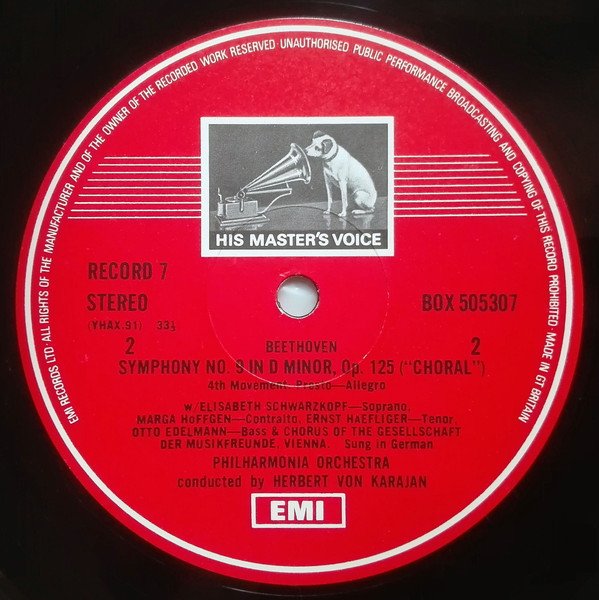 EMI RECORDS LTD · ALL RIGHTS OF THE MANUFACTURER AND OF THE OWNER OF THE RECORDED WORK RESERVED · UNAUTHORISED PUBLIC PERFORMANCE BROADCASTING AND COPYING OF THIS RECORD PROHIBITED · MADE IN GT BRITAIN
HIS MASTER'S VOICE
RECORD 7
STEREO BOX 505307
(YHAX.91) 33⅓
2 BEETHOVEN 2
SYMPHONY NO. 9 IN D MINOR, Op. 125 ("CHORAL")
4th Movement Presto—Allegro
w/ELISABETH SCHWARZKOPF—Soprano,
MARGA HöFFGEN—Contralto, ERNST HAEFLIGER—Tenor,
OTTO EDELMANN—Bass & CHORUS OF THE GESELLSCHAFT
DER MUSIKFREUNDE, VIENNA. Sung in German
PHILHARMONIA ORCHESTRA
conducted by HERBERT VON KARAJAN
EMI